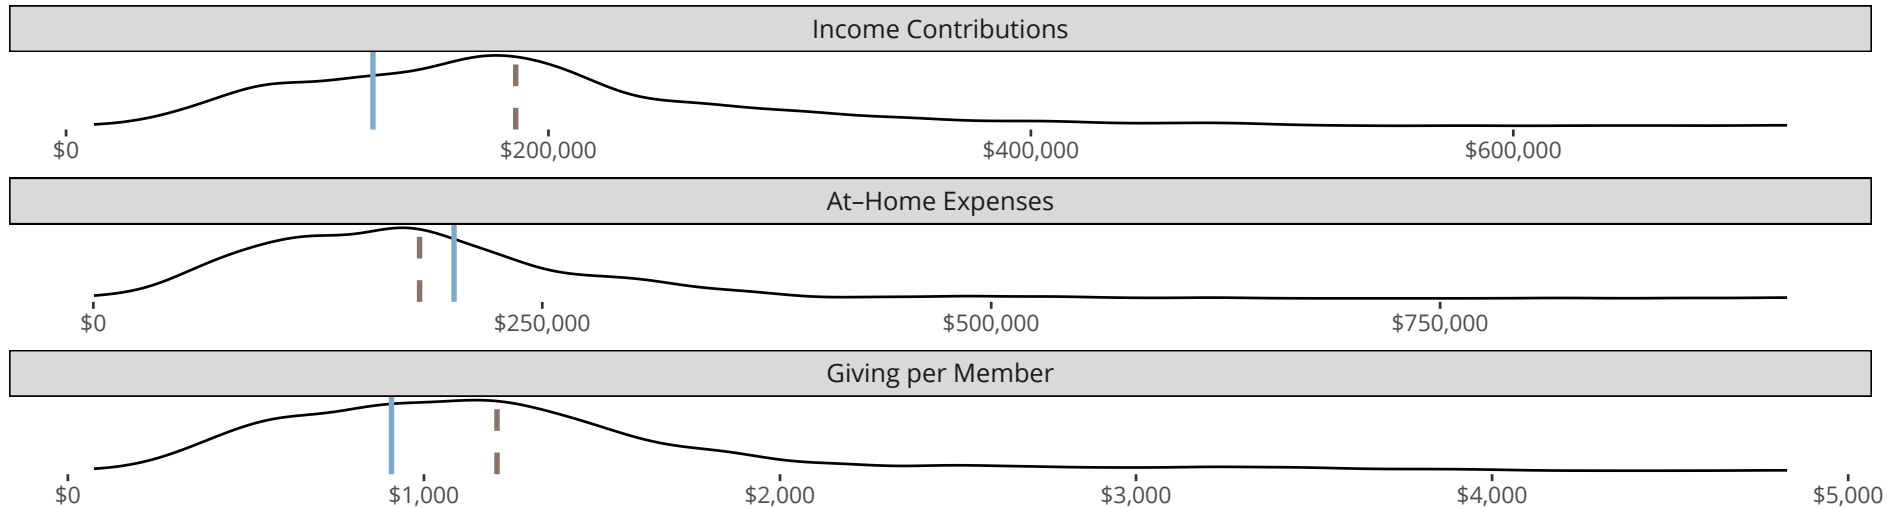 Income Contributions
$0 $200,000 $400,000 $600,000
At–Home Expenses
$0 $250,000 $500,000 $750,000
Giving per Member
$0 $1,000 $2,000 $3,000 $4,000 $5,000